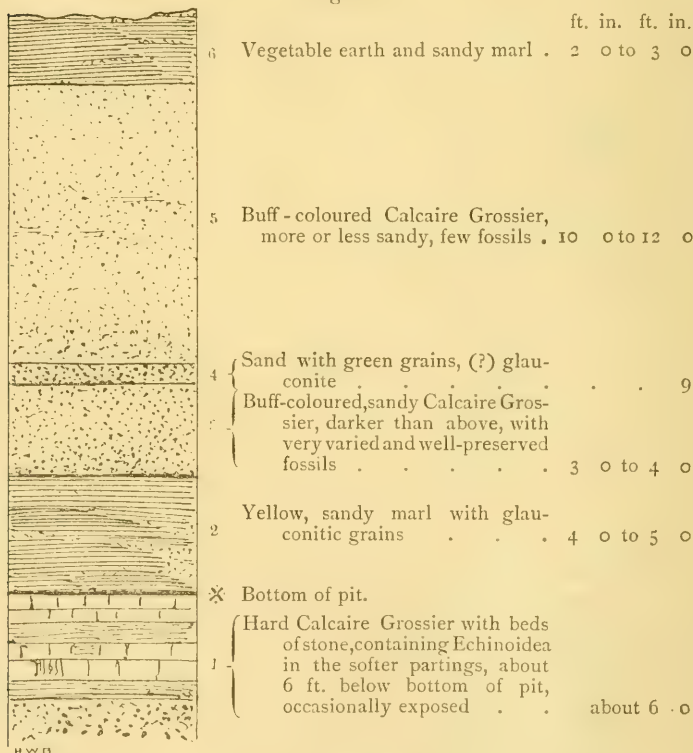 ft. in. ft. in.
6 Vegetable earth and sandy marl . 2 0 to 3 0
5 Buff-coloured Calcaire Grossier,
more or less sandy, few fossils . 10 0 to 12 0
4 Sand with green grains, (?) glau-
conite . . . . . . . 9
Buff-coloured, sandy Calcaire Gros-
sier, darker than above, with
very varied and well-preserved
fossils . . . . . 3 0 to 4 0
2 Yellow, sandy marl with glau-
conitic grains . . . 4 0 to 5 0
※ Bottom of pit.
1 Hard Calcaire Grossier with beds
of stone, containing Echinoidea
in the softer partings, about
6 ft. below bottom of pit,
occasionally exposed . . about 6 0